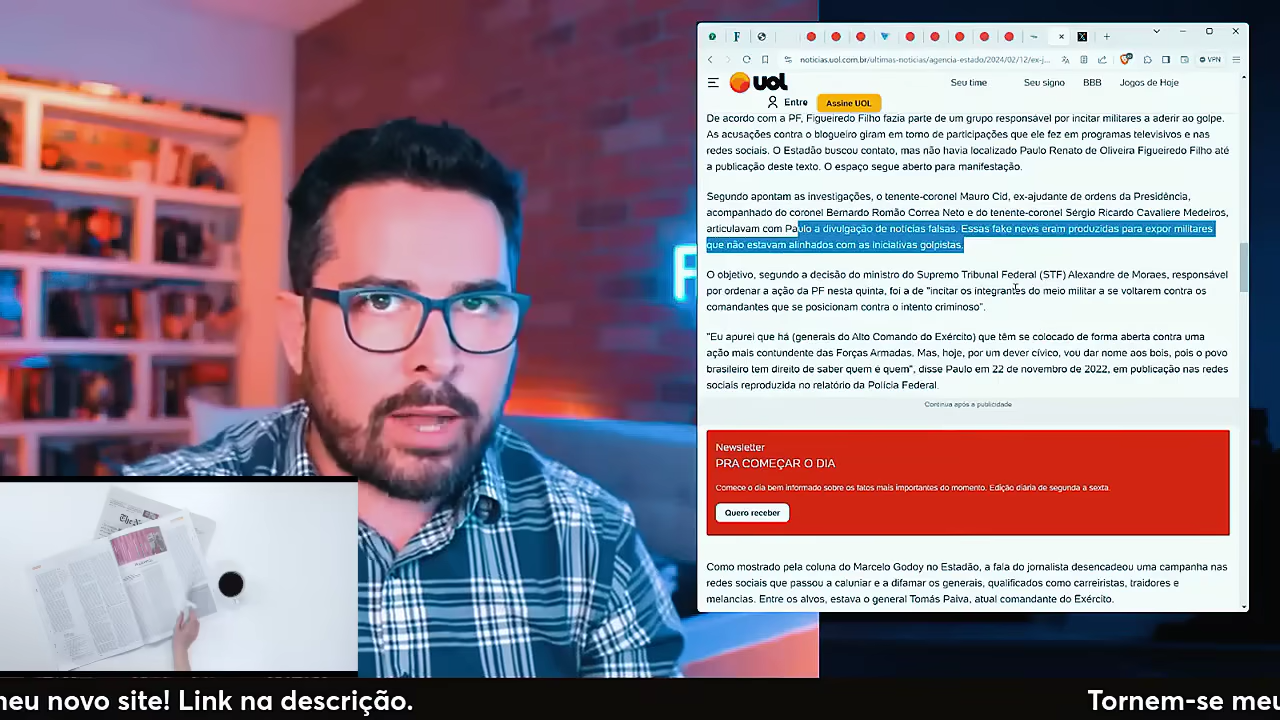 noticias.uol.com.br/ultimas-noticias/agencia-estado/2024/02/12/ex-j...
VPN
UOL
Seu time
Seu signo
BBB
Jogos de Hoje
Entre
Assine UOL
De acordo com a PF, Figueiredo Filho fazia parte de um grupo responsável por incitar militares a aderir ao golpe.
As acusações contra o blogueiro giram em torno de participações que ele fez em programas televisivos e nas
redes sociais. O Estadão buscou contato, mas não havia localizado Paulo Renato de Oliveira Figueiredo Filho até
a publicação deste texto. O espaço segue aberto para manifestação.
Segundo apontam as investigações, o tenente-coronel Mauro Cid, ex-ajudante de ordens da Presidência,
acompanhado do coronel Bernardo Romão Correa Neto e do tenente-coronel Sérgio Ricardo Cavaliere Medeiros,
articulavam com Paulo a divulgação de notícias falsas. Essas fake news eram produzidas para expor militares
que não estavam alinhados com as iniciativas golpistas.
O objetivo, segundo a decisão do ministro do Supremo Tribunal Federal (STF) Alexandre de Moraes, responsável
por ordenar a ação da PF nesta quinta, foi a de "incitar os integrantes do meio militar a se voltarem contra os
comandantes que se posicionam contra o intento criminoso".
"Eu apurei que há (generais do Alto Comando do Exército) que têm se colocado de forma aberta contra uma
ação mais contundente das Forças Armadas. Mas, hoje, por um dever cívico, vou dar nome aos bois, pois o povo
brasileiro tem direito de saber quem é quem", disse Paulo em 22 de novembro de 2022, em publicação nas redes
sociais reproduzida no relatório da Polícia Federal.
Continua após a publicidade
Newsletter
PRA COMEÇAR O DIA
Comece o dia bem informado sobre os fatos mais importantes do momento. Edição diária de segunda a sexta.
Quero receber
Como mostrado pela coluna do Marcelo Godoy no Estadão, a fala do jornalista desencadeou uma campanha nas
redes sociais que passou a caluniar e a difamar os generais, qualificados como carreiristas, traidores e
melancias. Entre os alvos, estava o general Tomás Paiva, atual comandante do Exército.
F
The N
neu novo site! Link na descrição.
Tornem-se meu